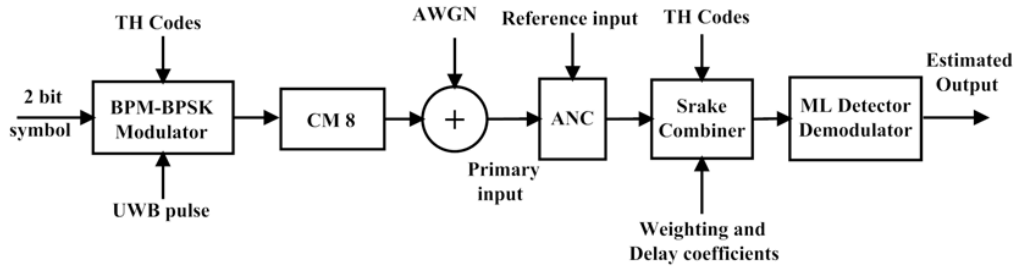 AWGN
Reference input
TH Codes
TH Codes
Estimated
Output
2 bit
symbol
BPM-BPSK
Modulator
CM 8
+
ANC
Srake
Combiner
ML Detector
Demodulator
Primary
input
UWB pulse
Weighting and
Delay coefficients